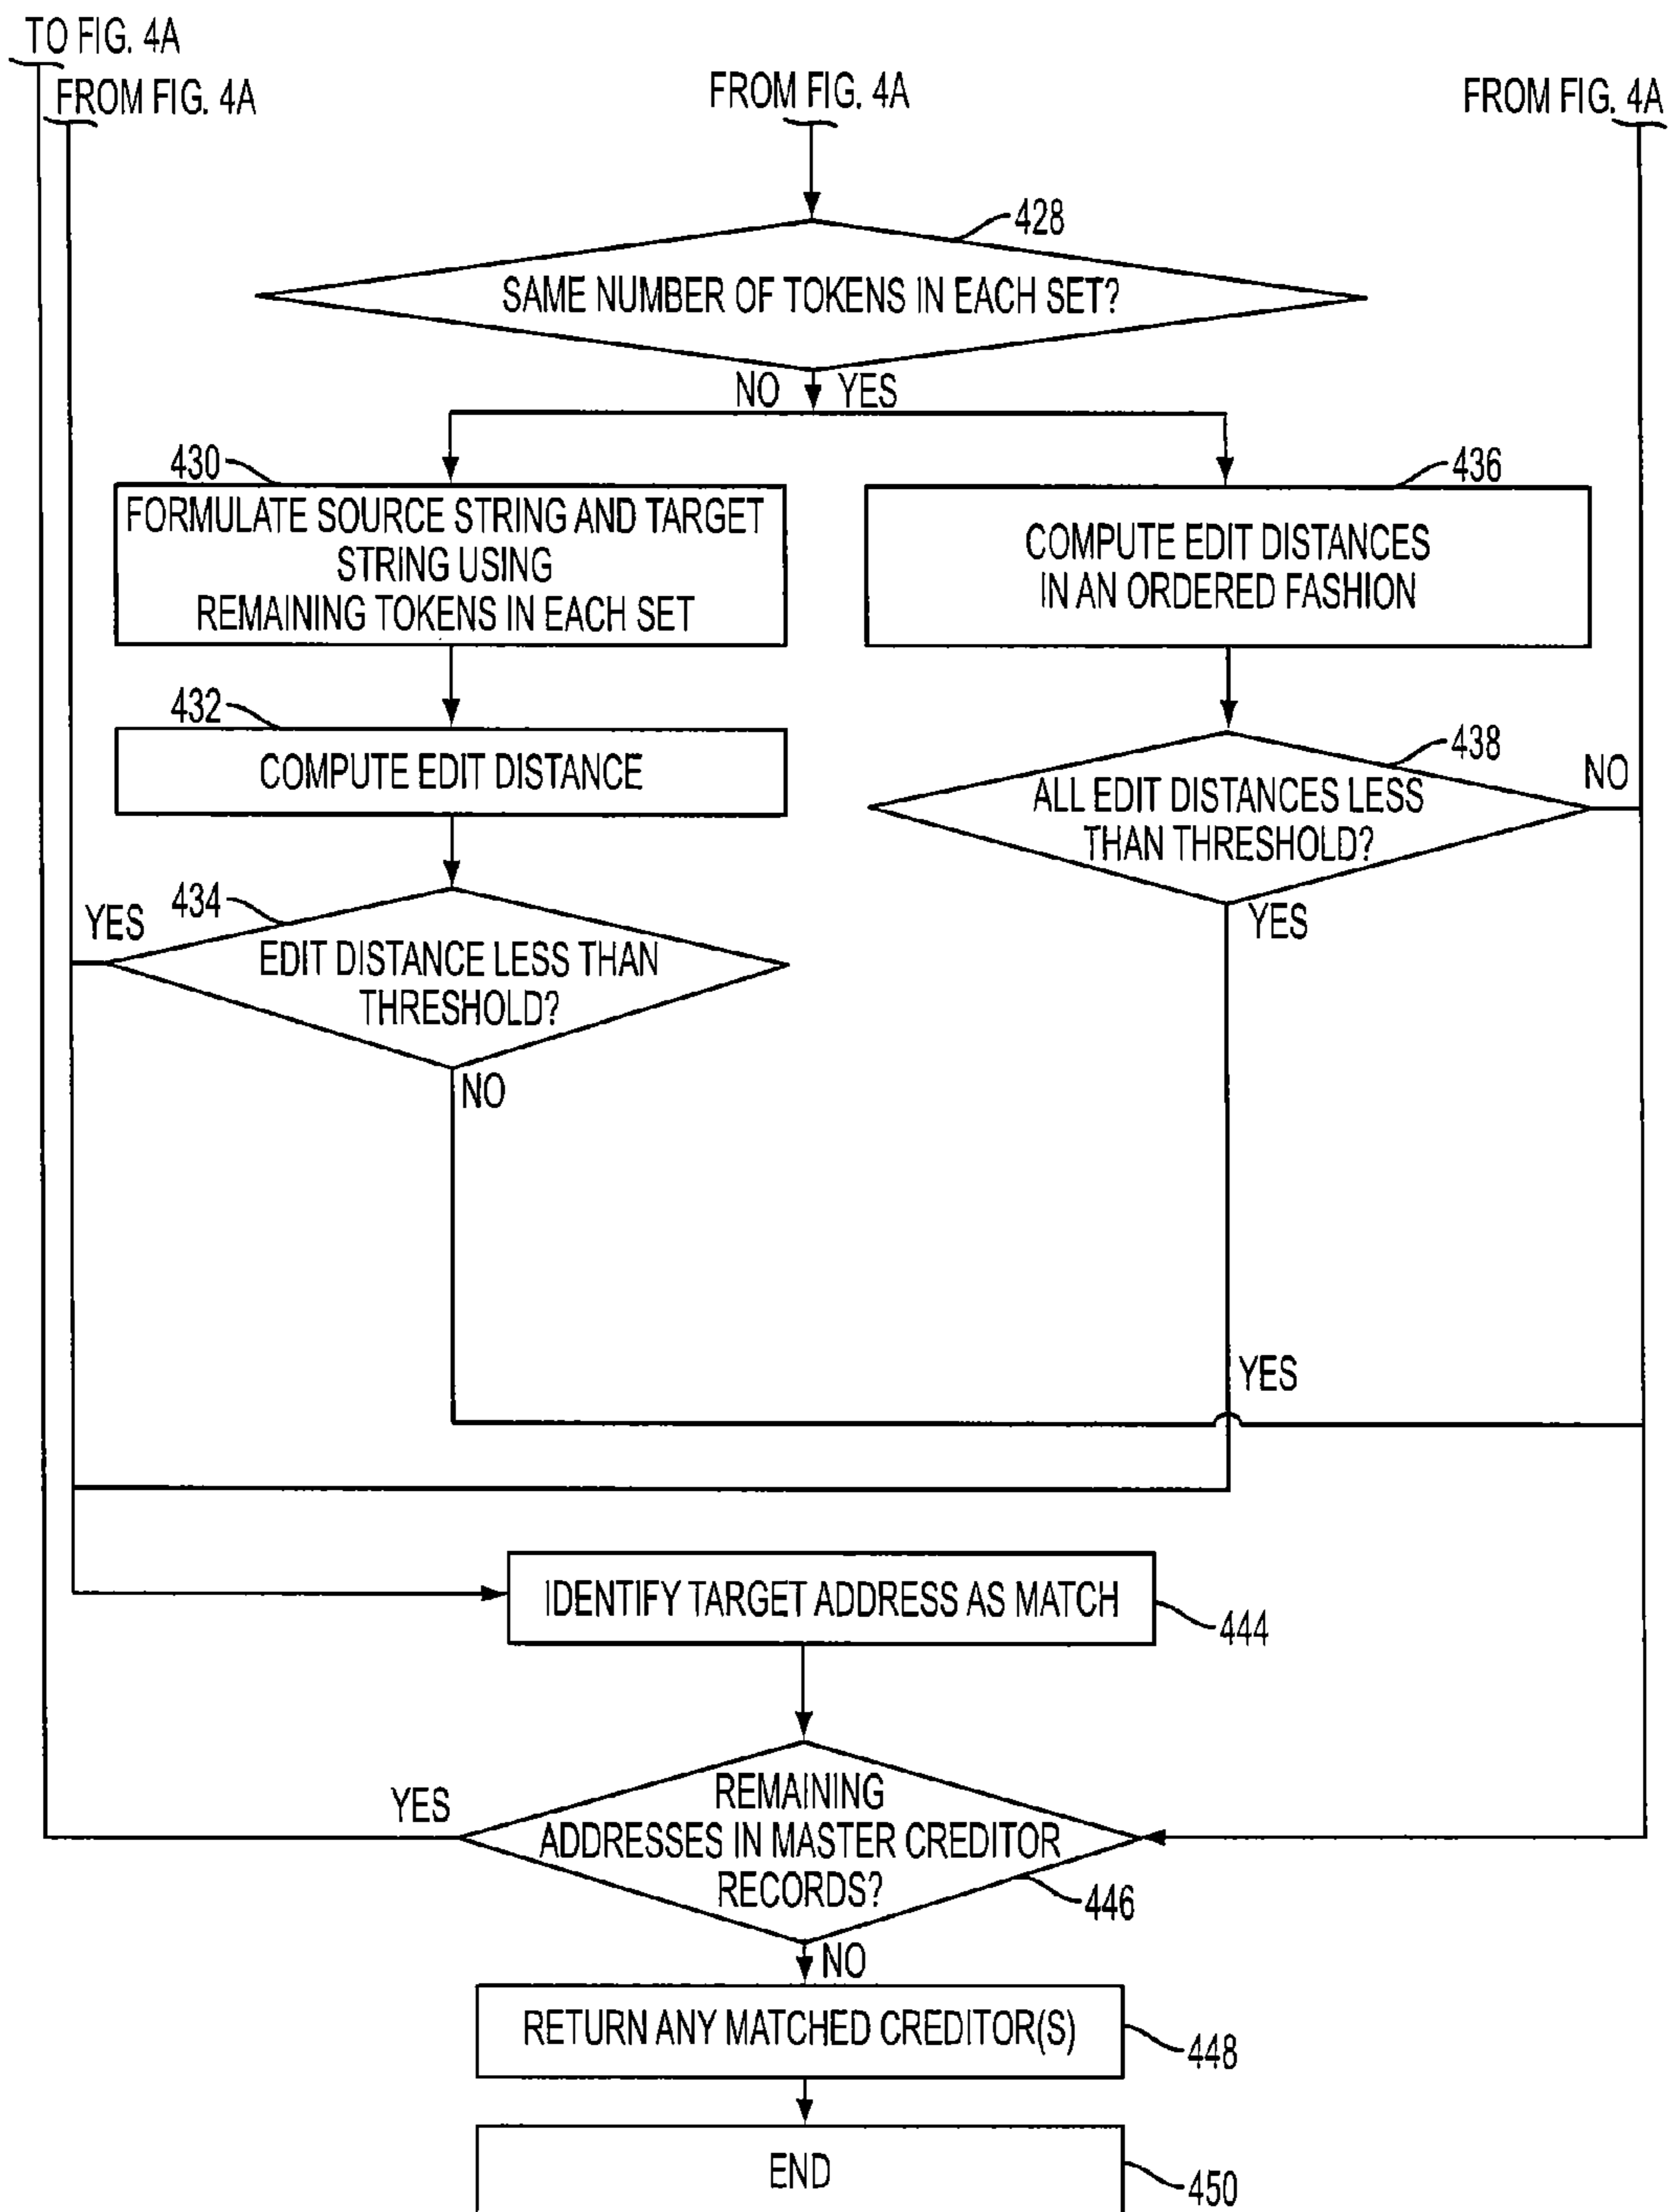 TO FIG. 4A
FROM FIG. 4A
FROM FIG. 4A
FROM FIG. 4A
428
SAME NUMBER OF TOKENS IN EACH SET?
NO
YES
430
FORMULATE SOURCE STRING AND TARGET
STRING USING
REMAINING TOKENS IN EACH SET
436
COMPUTE EDIT DISTANCES
IN AN ORDERED FASHION
432
COMPUTE EDIT DISTANCE
438
ALL EDIT DISTANCES LESS
THAN THRESHOLD?
NO
YES
434
YES
EDIT DISTANCE LESS THAN
THRESHOLD?
NO
YES
IDENTIFY TARGET ADDRESS AS MATCH
444
YES
REMAINING
ADDRESSES IN MASTER CREDITOR
RECORDS?
446
NO
RETURN ANY MATCHED CREDITOR(S)
448
END
450